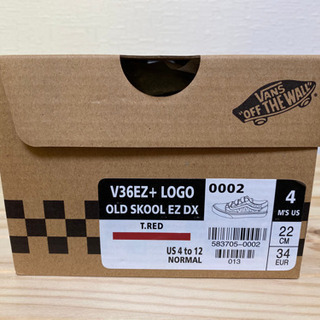 VANS
"OFF THE WALL"
V36EZ+ LOGO
OLD SKOOL EZ DX
T.RED
US 4 to 12
NORMAL
0002
583705-0002
013
4
M'S US
22
CM
34
EUR